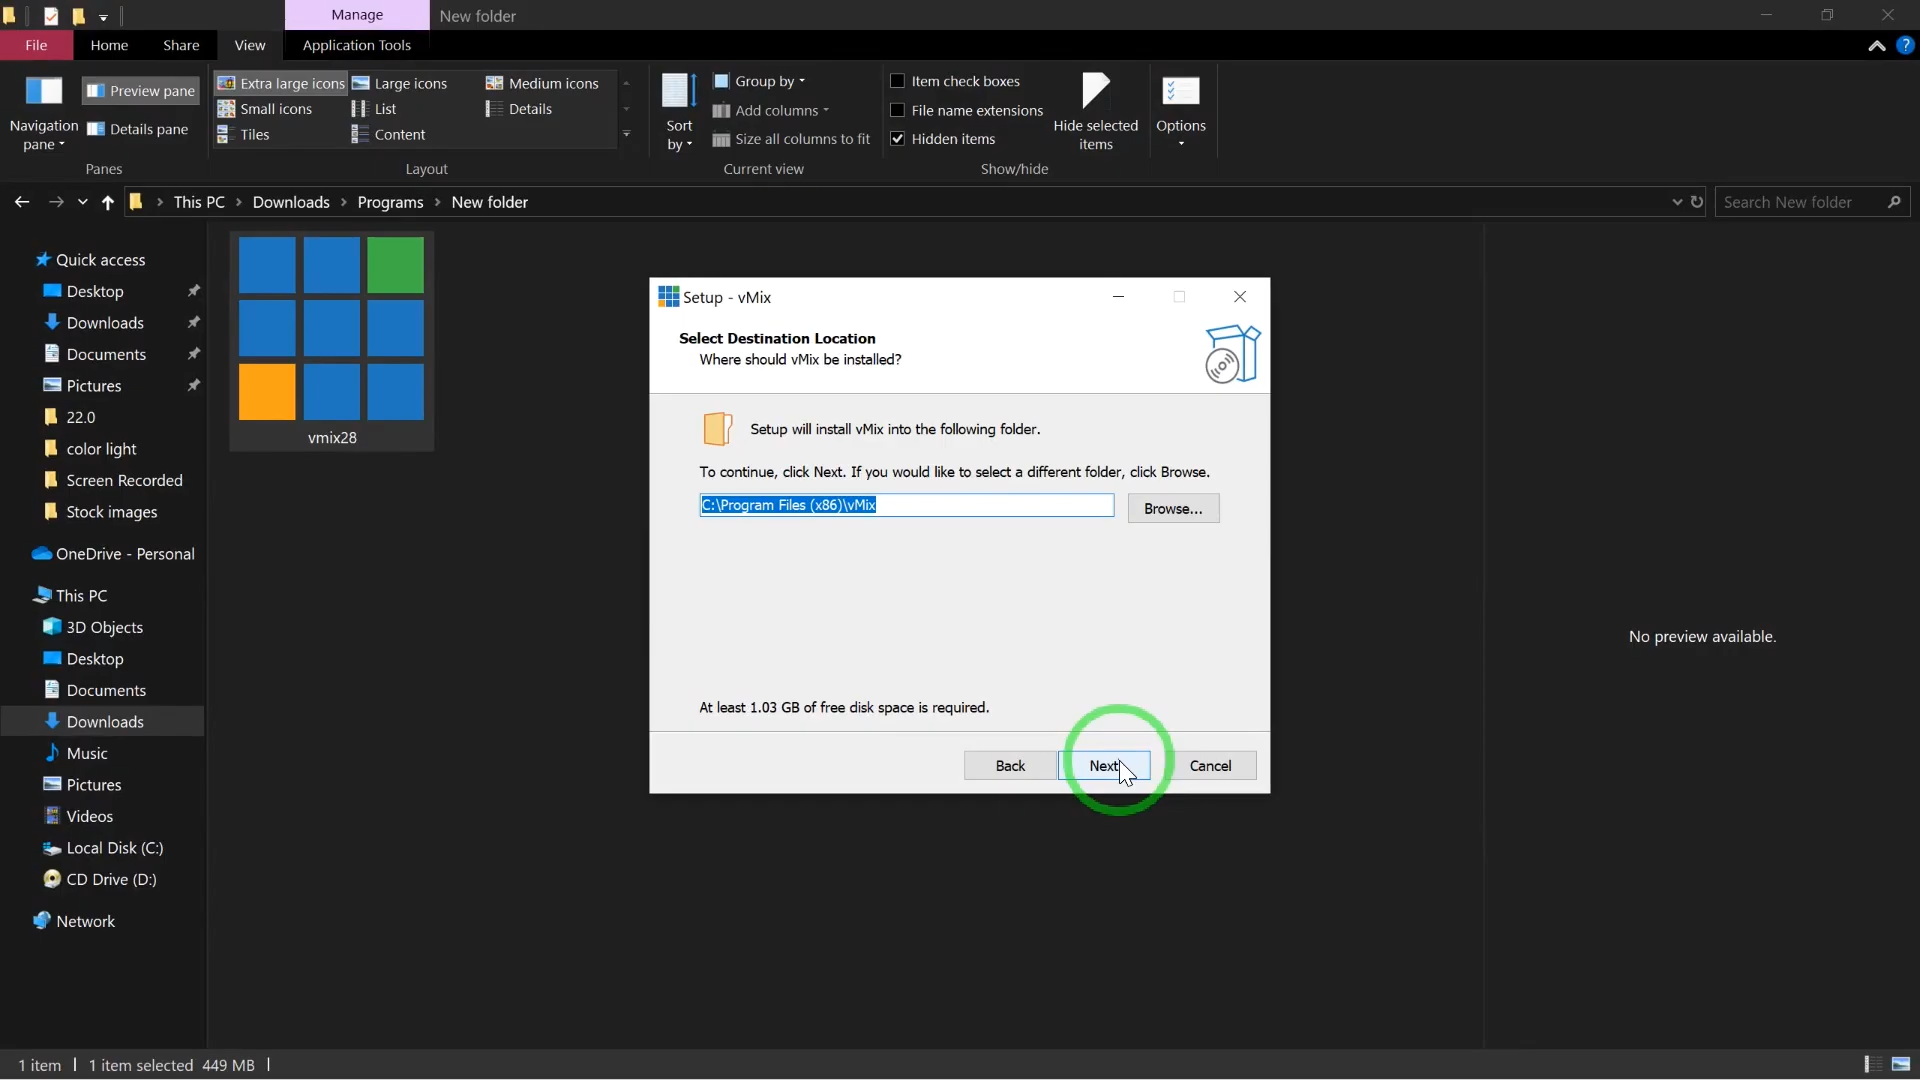 Manage
New folder
File
Home
Share
View
Application Tools
Navigation
pane
Preview pane
Details pane
Panes
Extra large icons
Large icons
Medium icons
Small icons
List
Details
Tiles
Content
Layout
Sort
by
Group by
Add columns
Size all columns to fit
Current view
Item check boxes
File name extensions
Hidden items
Hide selected
items
Show/hide
Options
This PC > Downloads > Programs > New folder
Search New folder
Quick access
Desktop
Downloads
Documents
Pictures
22.0
color light
Screen Recorded
Stock images
OneDrive - Personal
This PC
3D Objects
Desktop
Documents
Downloads
Music
Pictures
Videos
Local Disk (C:)
CD Drive (D:)
Network
vmix28
Setup - vMix
Select Destination Location
Where should vMix be installed?
Setup will install vMix into the following folder.
To continue, click Next. If you would like to select a different folder, click Browse.
C:\Program Files (x86)\vMix
Browse...
At least 1.03 GB of free disk space is required.
Back
Next
Cancel
No preview available.
1 item
1 item selected 449 MB